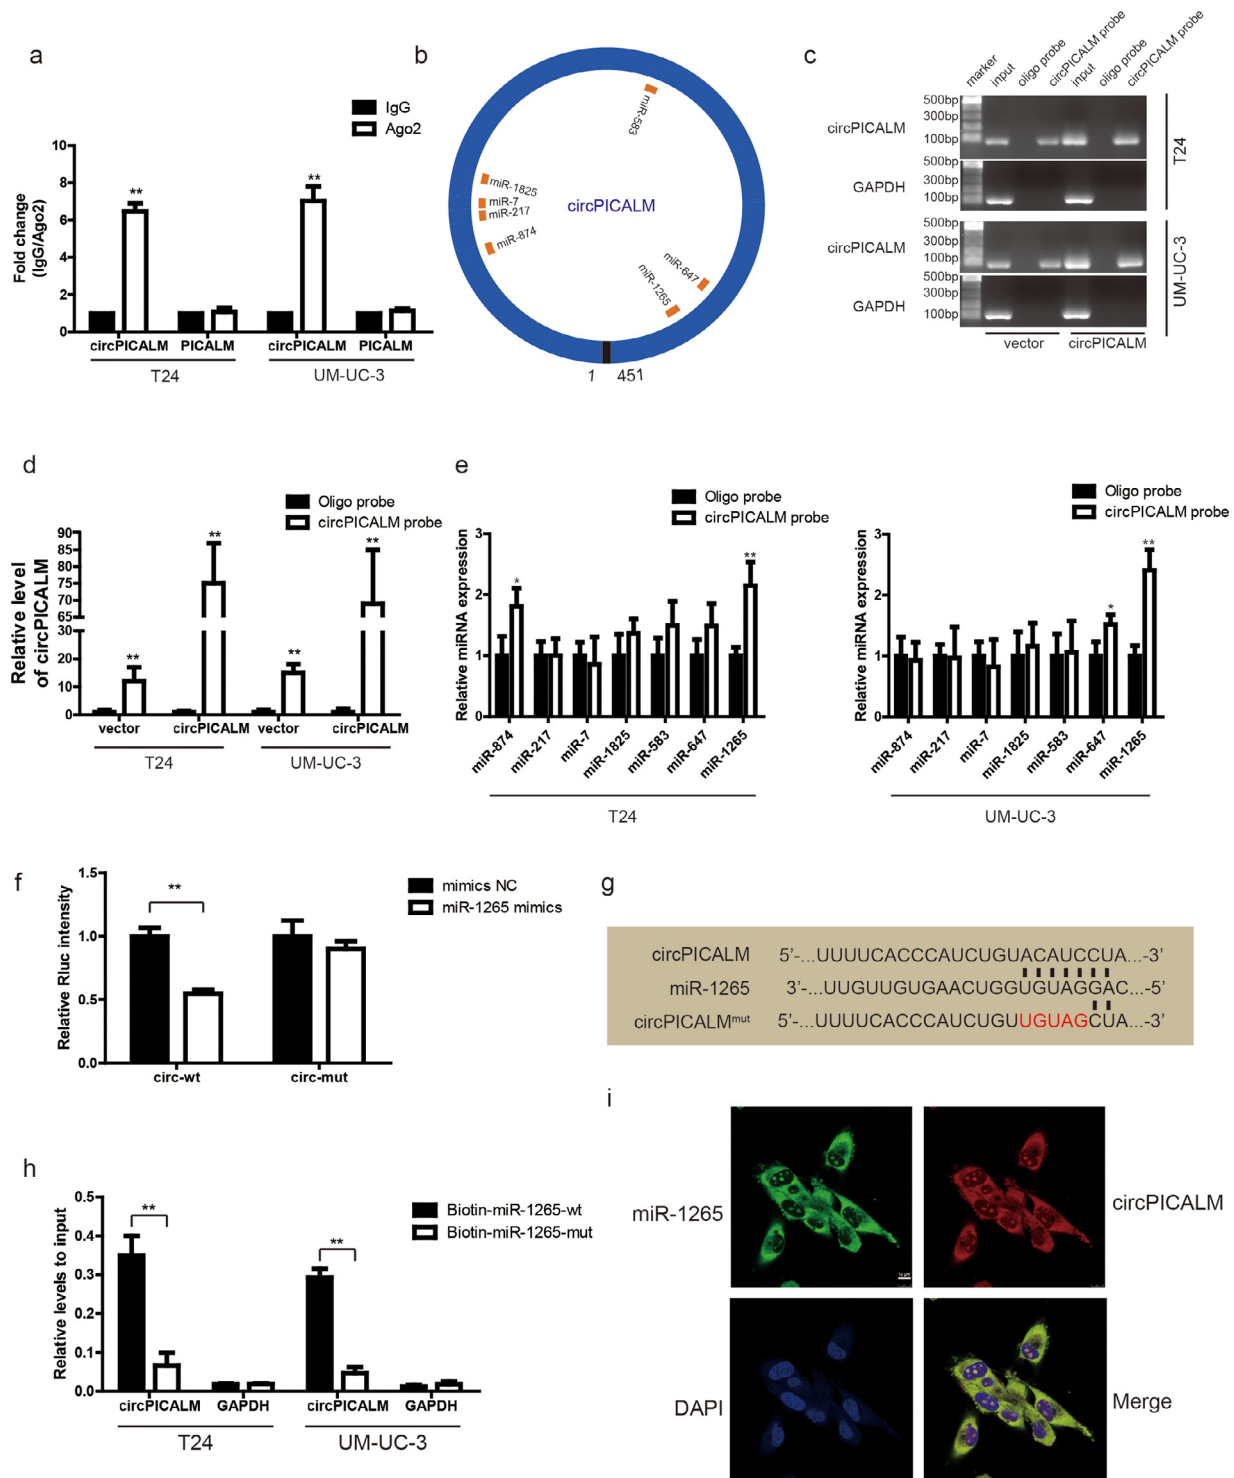 a
IgG
Ago2
Fold change
(IgG/Ago2)
10
8
6
4
2
0
circPICALM
PICALM
circPICALM
PICALM
T24
UM-UC-3
b
miR-583
miR-1825
miR-7
miR-217
miR-874
circPICALM
miR-647
miR-1265
1
451
c
marker
input
oligo probe
circPICALM probe
input
oligo probe
circPICALM probe
circPICALM
500bp
300bp
100bp
GAPDH
500bp
300bp
100bp
T24
circPICALM
500bp
300bp
100bp
GAPDH
500bp
300bp
100bp
UM-UC-3
vector
circPICALM
d
Oligo probe
circPICALM probe
Relative level
of circPICALM
90
85
80
75
70
65
30
20
10
0
vector
circPICALM
vector
circPICALM
T24
UM-UC-3
e
Oligo probe
circPICALM probe
Relative miRNA expression
3
2
1
0
miR-874
miR-217
miR-7
miR-1825
miR-583
miR-647
miR-1265
T24
Oligo probe
circPICALM probe
Relative miRNA expression
3
2
1
0
miR-874
miR-217
miR-7
miR-1825
miR-583
miR-647
miR-1265
UM-UC-3
f
mimics NC
miR-1265 mimics
Relative Rluc intensity
1.5
1.0
0.5
0.0
**
circ-wt
circ-mut
g
circPICALM 5'-...UUUUCACCCAUCUGUACAUCCUA...-3'
miR-1265 3'-...UUGUUGUGAACUGGUGUAGGAC...-5'
circPICALMmut 5'-...UUUUCACCCAUCUGUUGUAGCUA...-3'
h
Biotin-miR-1265-wt
Biotin-miR-1265-mut
Relative levels to input
0.5
0.4
0.3
0.2
0.1
0.0
**
**
circPICALM
GAPDH
circPICALM
GAPDH
T24
UM-UC-3
i
miR-1265
circPICALM
DAPI
Merge